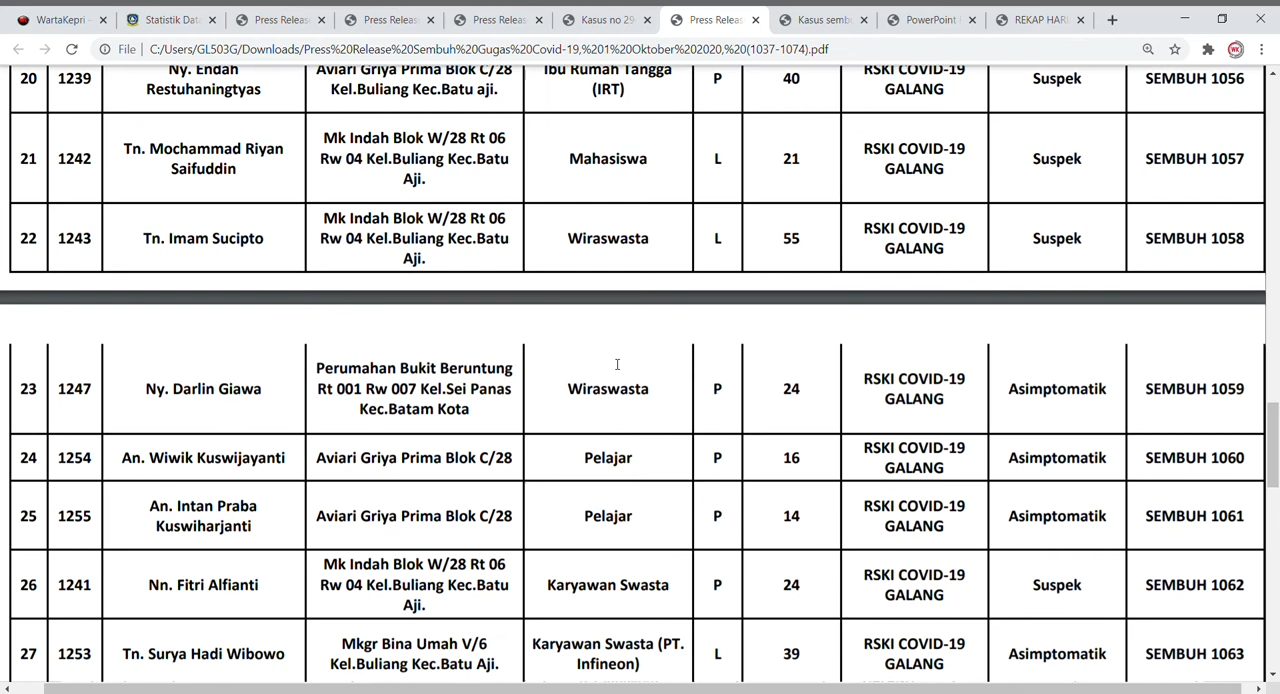 WartaKepri -
Statistik Data
Press Releas
Press Releas
Press Releas
Kasus no 29
Press Releas
Kasus semb
PowerPoint
REKAP HARI
File
C:/Users/GL503G/Downloads/Press%20Release%20Sembuh%20Gugas%20Covid-19,%201%20Oktober%202020,%20(1037-1074).pdf
20 1239 Ny. Endah Restuhaningtyas
Aviari Griya Prima Blok C/28
Kel.Buliang Kec.Batu aji.
Ibu Rumah Tangga
(IRT)
P 40
RSKI COVID-19
GALANG
Suspek SEMBUH 1056
21 1242
Tn. Mochammad Riyan
Saifuddin
Mk Indah Blok W/28 Rt 06
Rw 04 Kel.Buliang Kec.Batu
Aji.
Mahasiswa L 21
RSKI COVID-19
GALANG
Suspek SEMBUH 1057
22 1243 Tn. Imam Sucipto
Mk Indah Blok W/28 Rt 06
Rw 04 Kel.Buliang Kec.Batu
Aji.
Wiraswasta L 55
RSKI COVID-19
GALANG
Suspek SEMBUH 1058
23 1247 Ny. Darlin Giawa
Perumahan Bukit Beruntung
Rt 001 Rw 007 Kel.Sei Panas
Kec.Batam Kota
Wiraswasta P 24
RSKI COVID-19
GALANG
Asimptomatik SEMBUH 1059
24 1254 An. Wiwik Kuswijayanti Aviari Griya Prima Blok C/28 Pelajar P 16
RSKI COVID-19
GALANG
Asimptomatik SEMBUH 1060
25 1255
An. Intan Praba
Kuswiharjanti
Aviari Griya Prima Blok C/28 Pelajar P 14
RSKI COVID-19
GALANG
Asimptomatik SEMBUH 1061
26 1241 Nn. Fitri Alfianti
Mk Indah Blok W/28 Rt 06
Rw 04 Kel.Buliang Kec.Batu
Aji.
Karyawan Swasta P 24
RSKI COVID-19
GALANG
Suspek SEMBUH 1062
27 1253 Tn. Surya Hadi Wibowo
Mkgr Bina Umah V/6
Kel.Buliang Kec.Batu Aji.
Karyawan Swasta (PT.
Infineon)
L 39
RSKI COVID-19
GALANG
Asimptomatik SEMBUH 1063